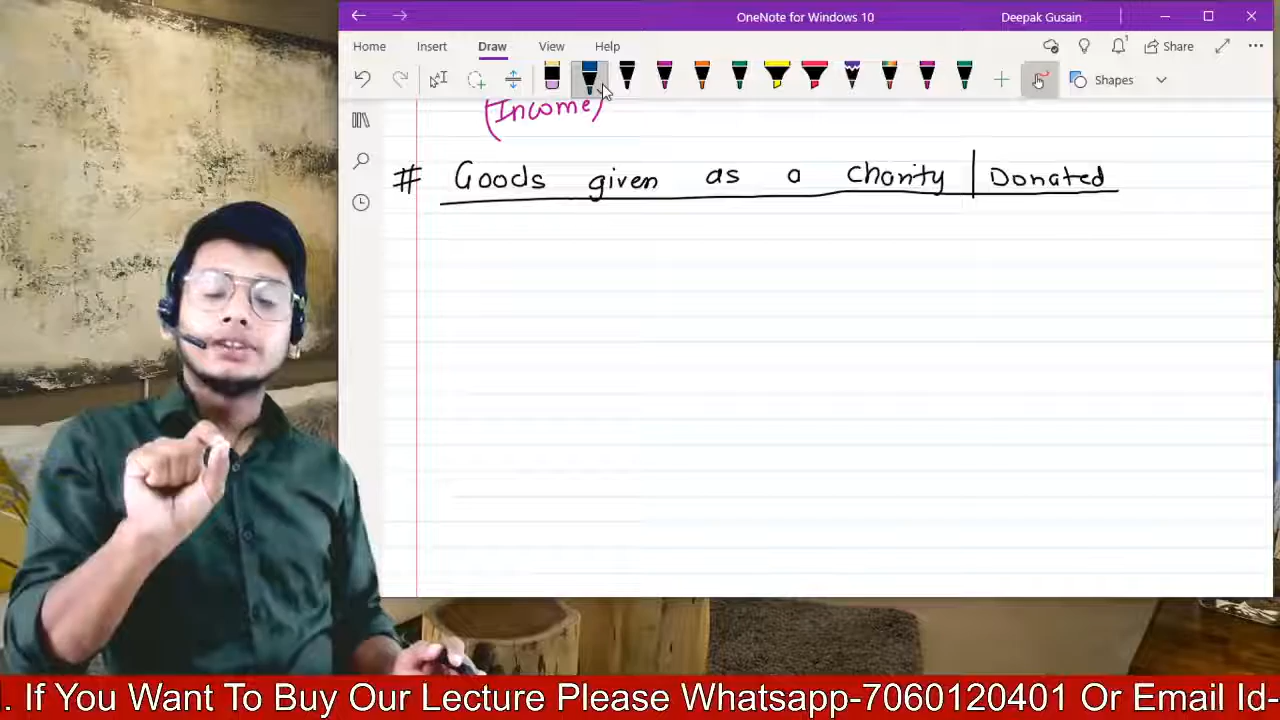 OneNote for Windows 10
Deepak Gusain
Home Insert Draw View Help
1
Share
Shapes
(Income)
# Goods given as a Charity | Donated
. If You Want To Buy Our Lecture Please Whatsapp-7060120401 Or Email Id-